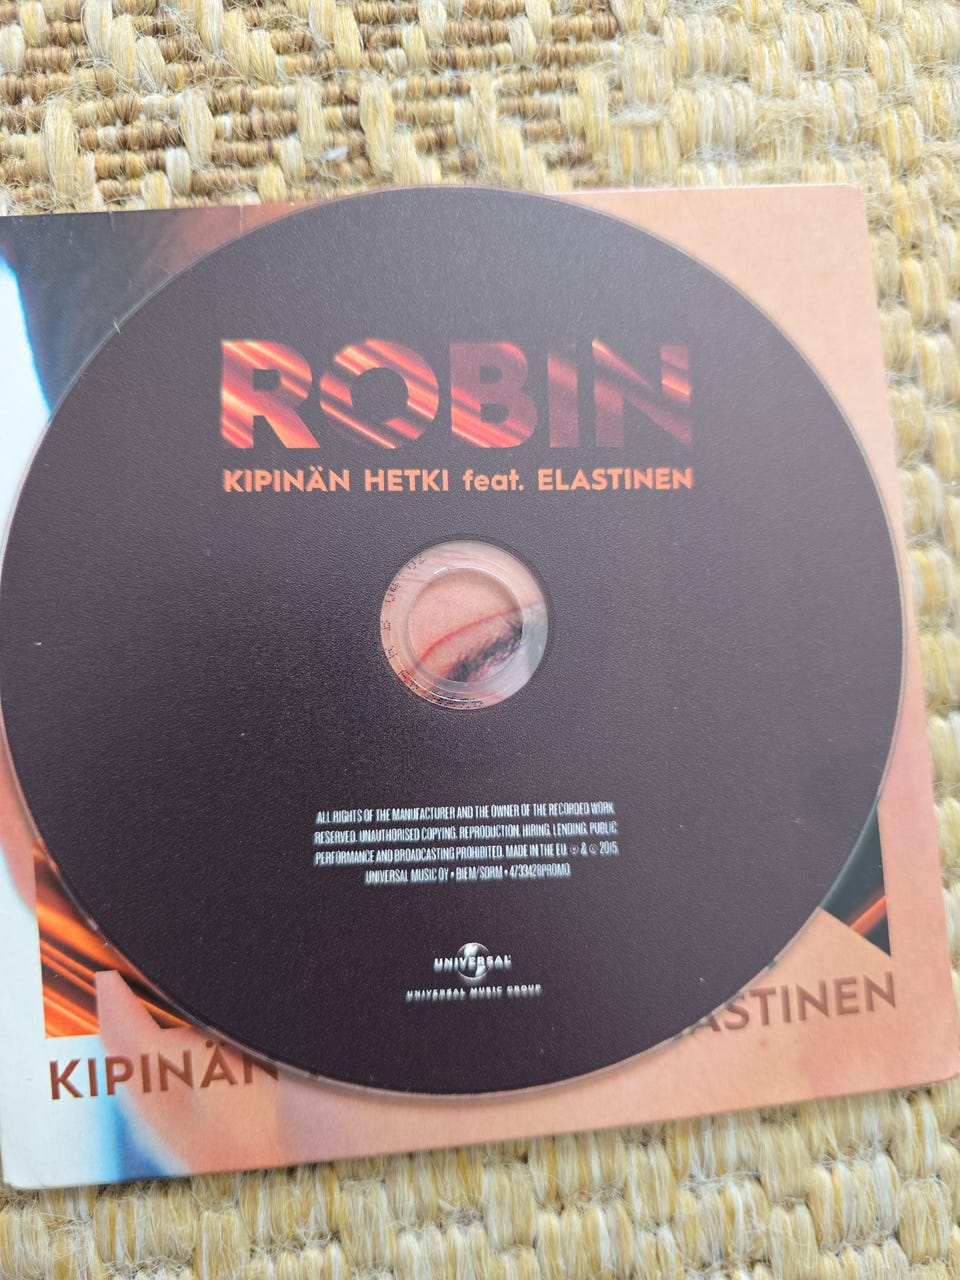 ROBIN
KIPINÄN HETKI feat. ELASTINEN
ALL RIGHTS OF THE MANUFACTURER AND THE OWNER OF THE RECORDED WORK
RESERVED. UNAUTHORISED COPYING, REPRODUCTION, HIRING, LENDING, PUBLIC
PERFORMANCE AND BROADCASTING PROHIBITED. MADE IN THE EU. ℗ & © 2015
UNIVERSAL MUSIC OY • BIEM/SDRM • 4733428PROMO
UNIVERSAL
UNIVERSAL MUSIC GROUP
KIPINÄN ASTINEN